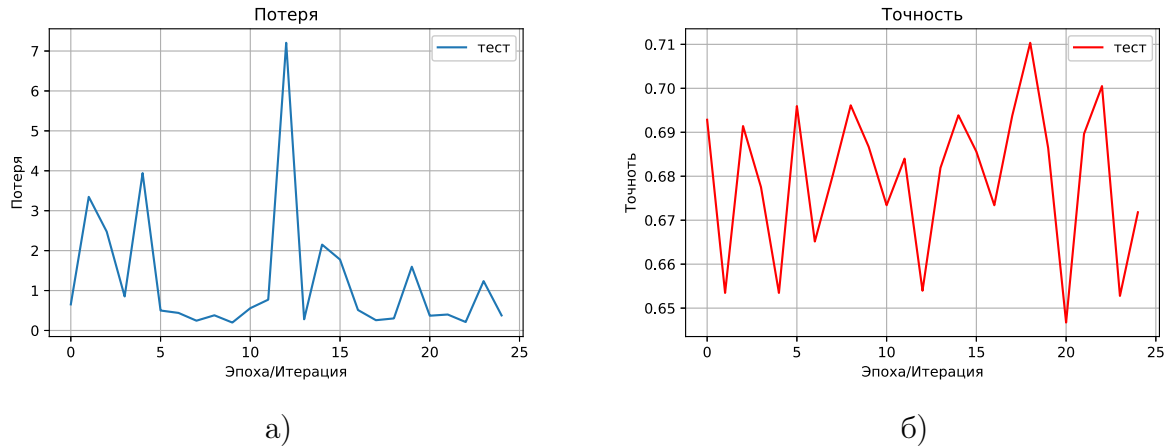 Потеря
тест
7
6
5
4
3
2
1
0
Потеря
0
5
10
15
20
25
Эпоха/Итерация
а)
Точность
тест
0.71
0.70
0.69
0.68
0.67
0.66
0.65
Точноть
0
5
10
15
20
25
Эпоха/Итерация
б)